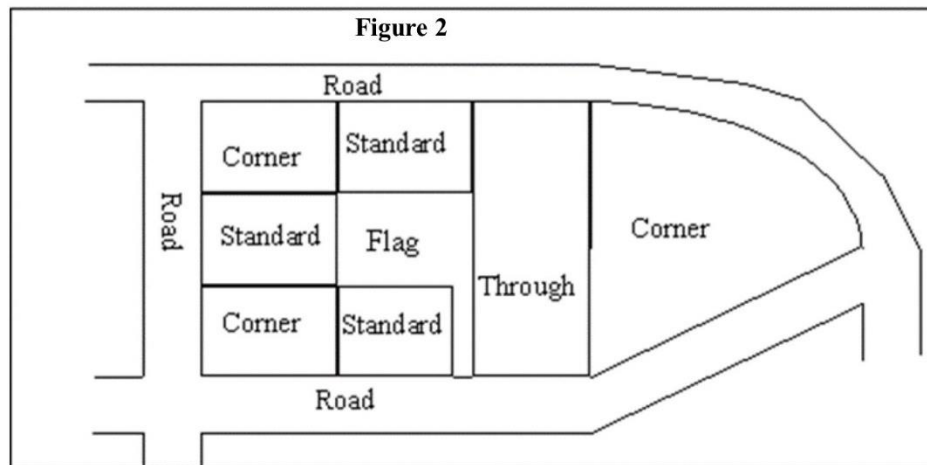 Figure 2
Road
Corner
Standard
Road
Standard
Flag
Corner
Through
Corner
Standard
Road